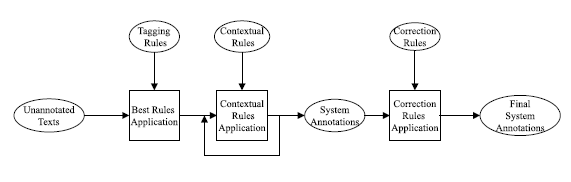 Tagging
Rules
Contextual
Rules
Correction
Rules
Unannotated
Texts
Best Rules
Application
Contextual
Rules
Application
System
Annotations
Correction
Rules
Application
Final
System
Annotations